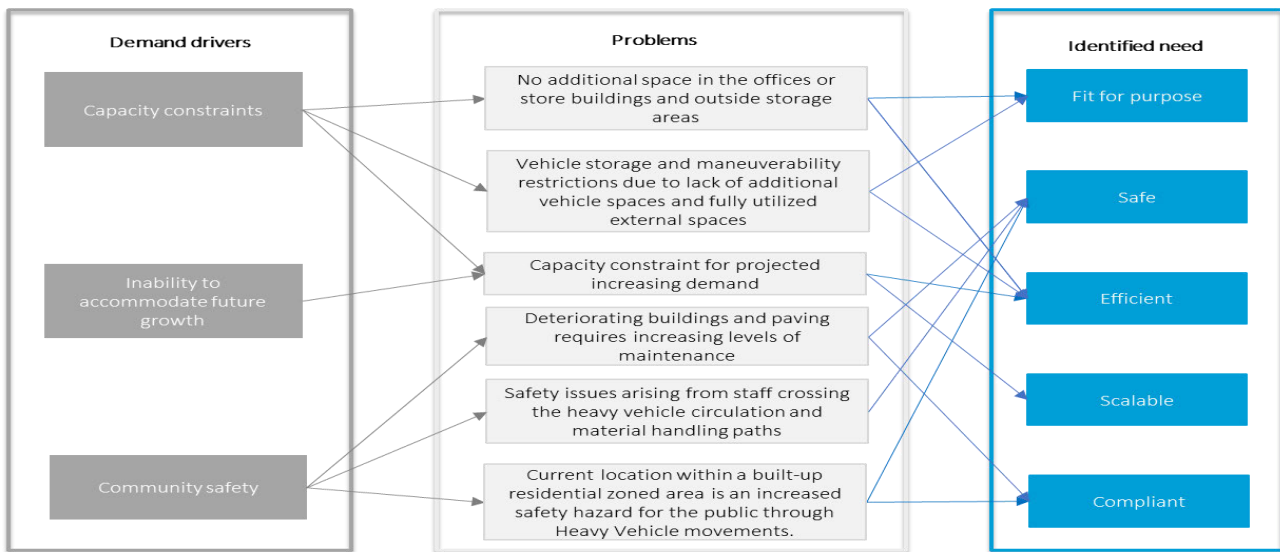 Demand drivers
Capacity constraints
Inability to
accommodate future
growth
Community safety
Problems
No additional space in the offices or
store buildings and outside storage
areas
Vehicle storage and maneuverability
restrictions due to lack of additional
vehicle spaces and fully utilized
external spaces
Capacity constraint for projected
increasing demand
Deteriorating buildings and paving
requires increasing levels of
maintenance
Safety issues arising from staff crossing
the heavy vehicle circulation and
material handling paths
Current location within a built-up
residential zoned area is an increased
safety hazard for the public through
Heavy Vehicle movements.
Identified need
Fit for purpose
Safe
Efficient
Scalable
Compliant